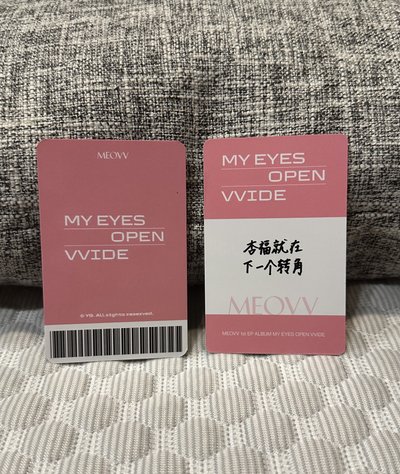 MEOVV
MY EYES
OPEN
VVIDE
© YG. ALL rights reserved.
MY EYES
OPEN
VVIDE
幸福就在
下一个转角
MEOVV
MEOVV 1st EP ALBUM MY EYES OPEN VVIDE